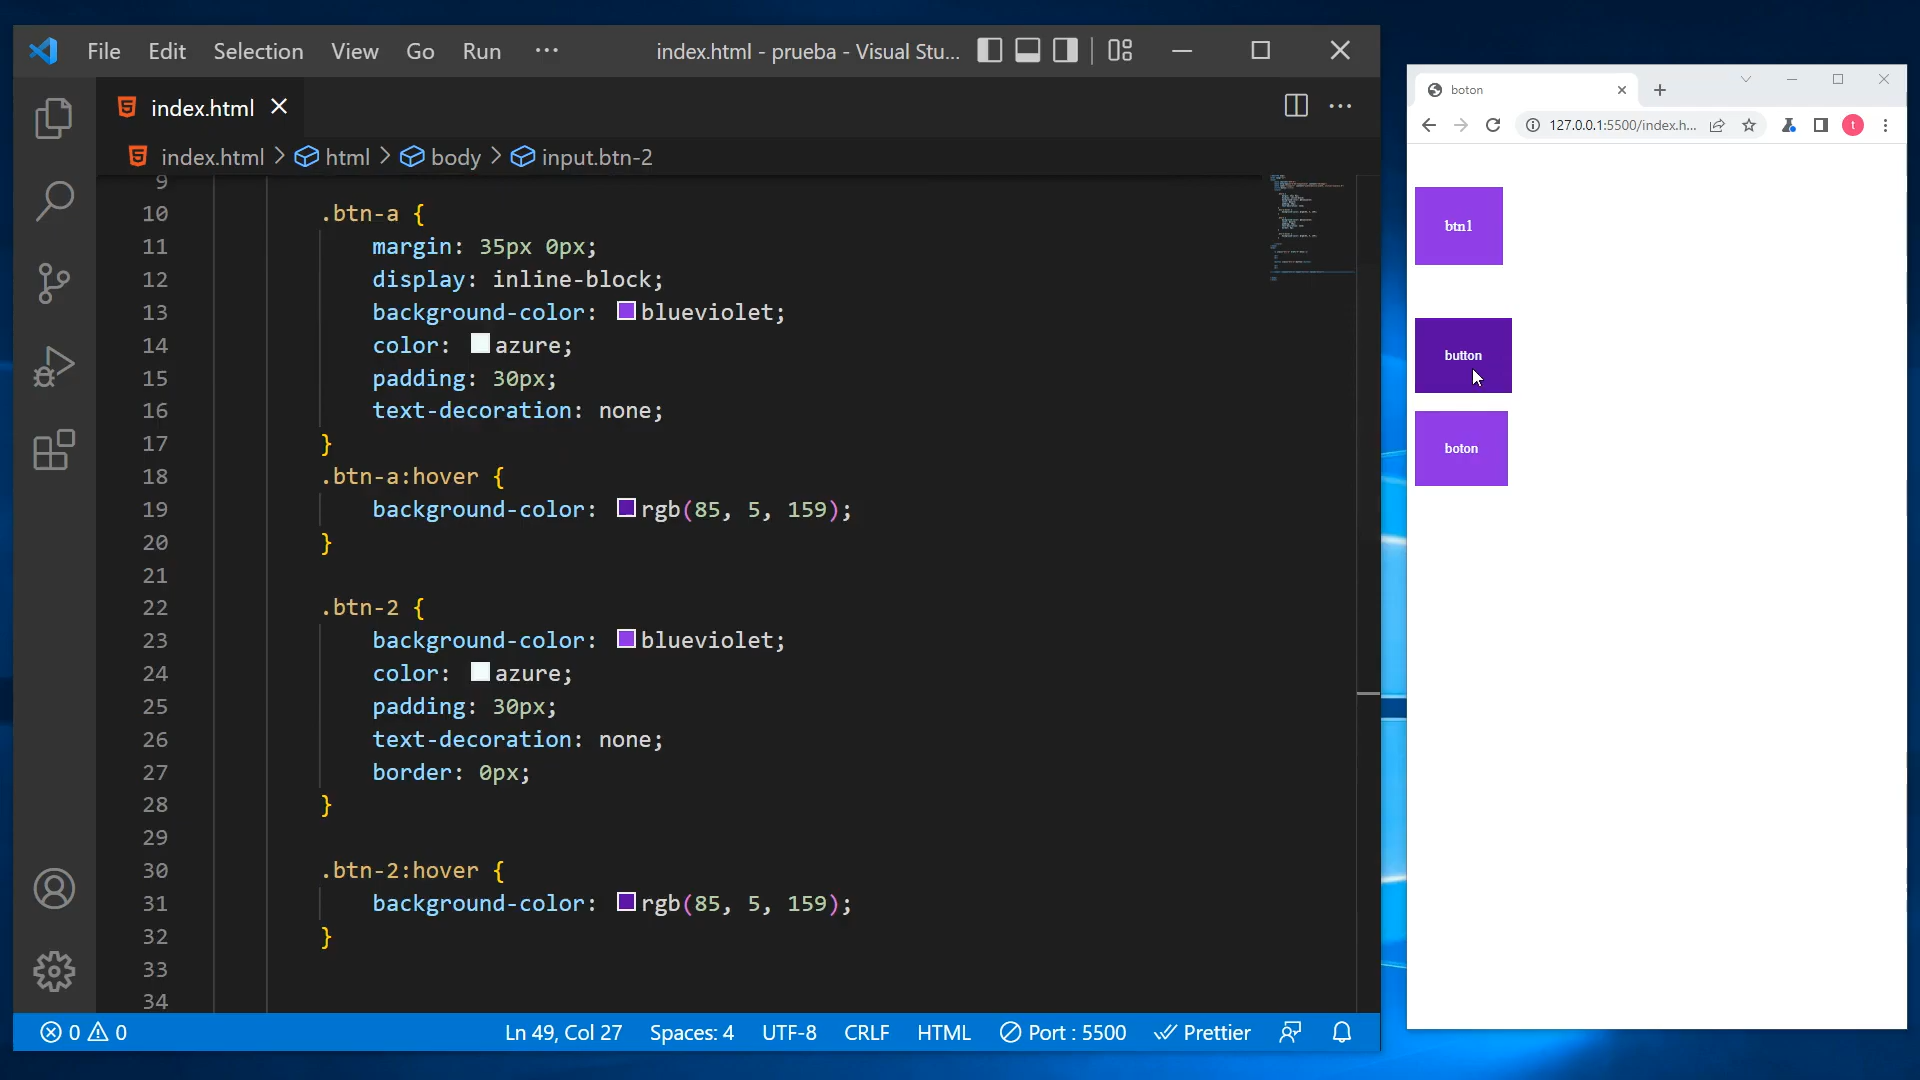 File Edit Selection View Go Run ··· index.html - prueba - Visual Stu...
index.html
index.html > html > body > input.btn-2
9
10 .btn-a {
11 margin: 35px 0px;
12 display: inline-block;
13 background-color: blueviolet;
14 color: azure;
15 padding: 30px;
16 text-decoration: none;
17 }
18 .btn-a:hover {
19 background-color: rgb(85, 5, 159);
20 }
21
22 .btn-2 {
23 background-color: blueviolet;
24 color: azure;
25 padding: 30px;
26 text-decoration: none;
27 border: 0px;
28 }
29
30 .btn-2:hover {
31 background-color: rgb(85, 5, 159);
32 }
33
34
0 0 Ln 49, Col 27 Spaces: 4 UTF-8 CRLF HTML Port : 5500 Prettier
boton
127.0.0.1:5500/index.h... t
btn1
button
boton